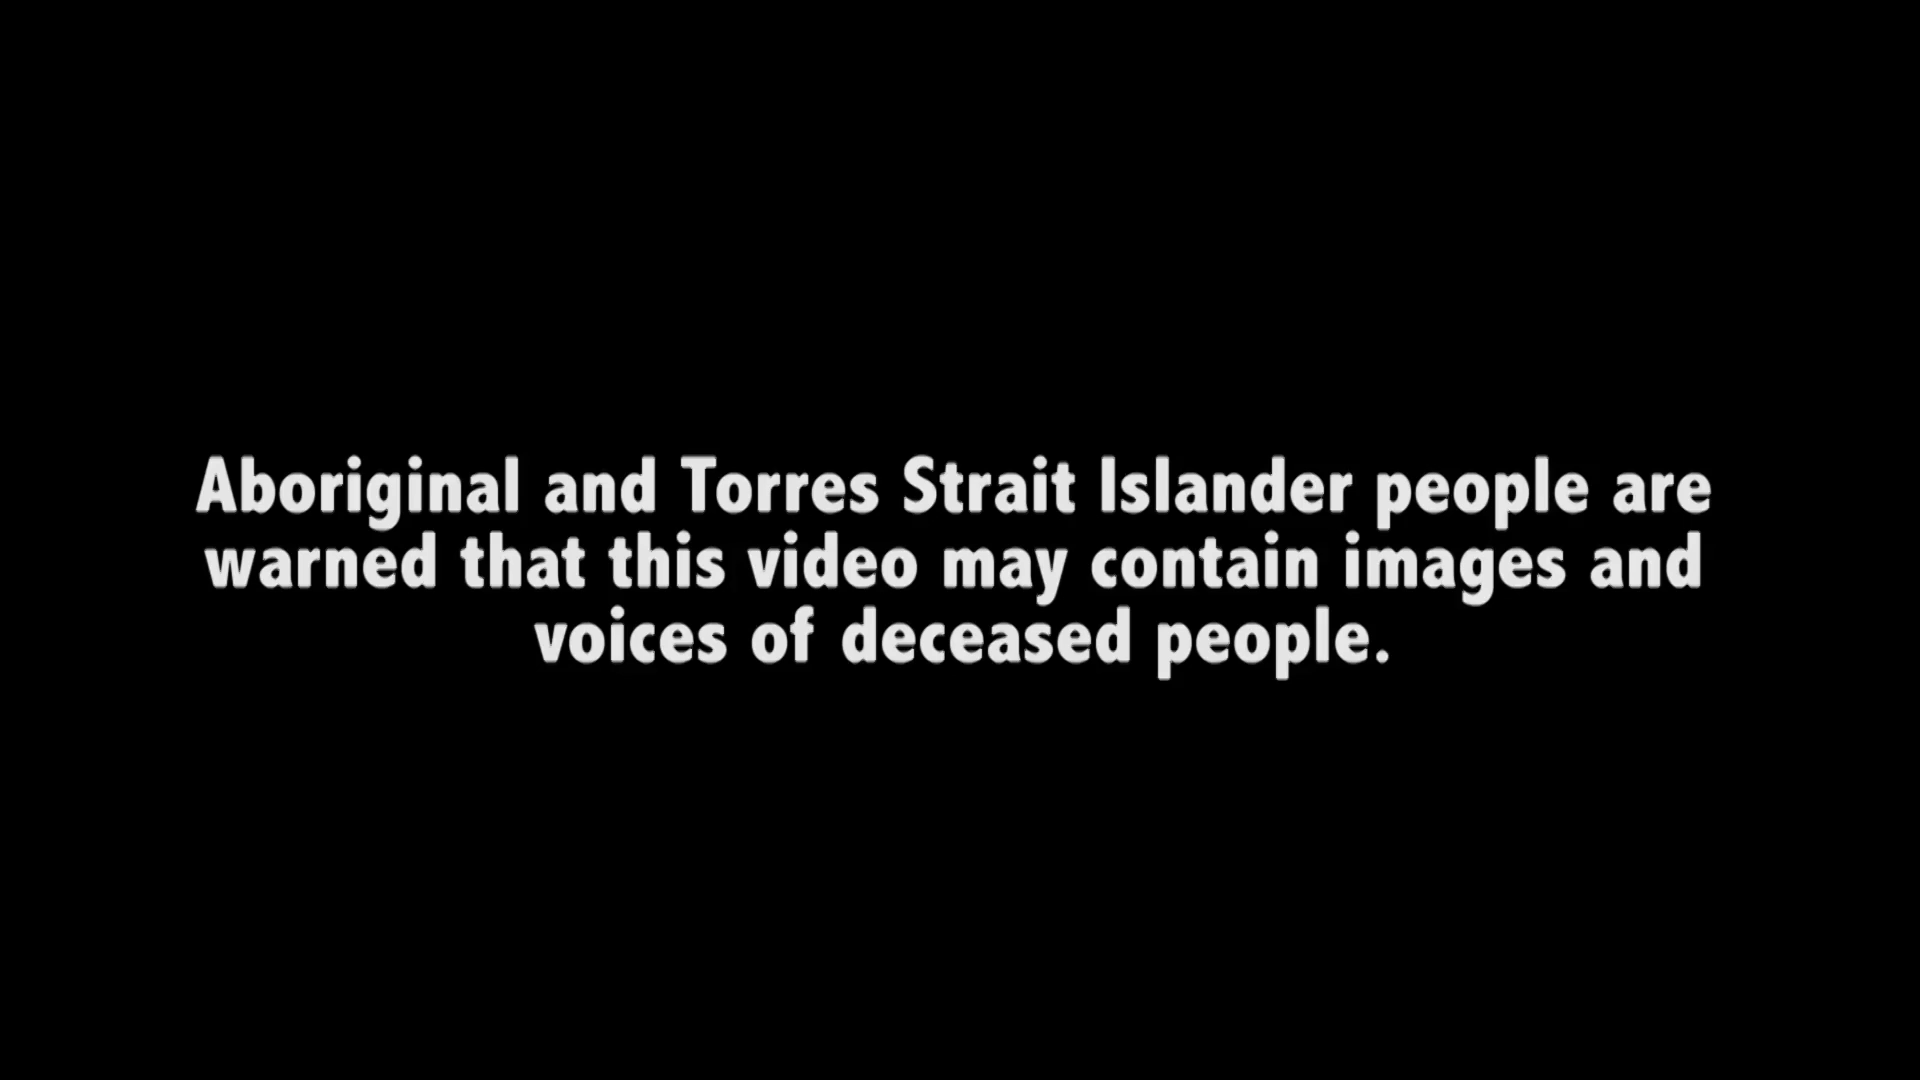 Aboriginal and Torres Strait Islander people are
warned that this video may contain images and
voices of deceased people.